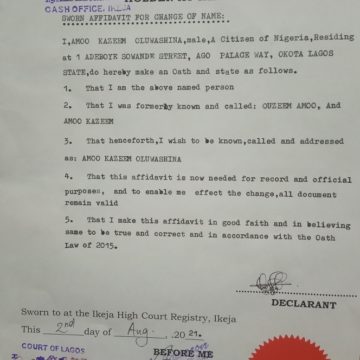 CASH OFFICE, IKEJA
SWORN AFFIDAVIT FOR CHANGE OF NAME:
I,AMOO KAZEEM OLUWASHINA,male,A Citizen of Nigeria,Residing
at 1 ADEBOYE SOWANDE STREET, AGO PALACE WAY, OKOTA LAGOS
STATE,do hereby make an Oath and state as follows.
1. That I am the above named person
2. That I was formerly known and called: OUZEEM AMOO, And
AMOO KAZEEM
3. That henceforth,I wish to be known,called and addressed
as: AMOO KAZEEM OLUWASHINA
4. That this affidavit is now needed for record and official
purposes, and to enable me effect the change,all document
remain valid
5. That I make this affidavit in good faith and in believing
same to be true and correct and in accordance with the Oath
Law of 2015.
DECLARANT
Sworn to at the Ikeja High Court Registry, Ikeja
This 2nd day of Aug. ,2021.
COURT OF LAGOS
BEFORE ME